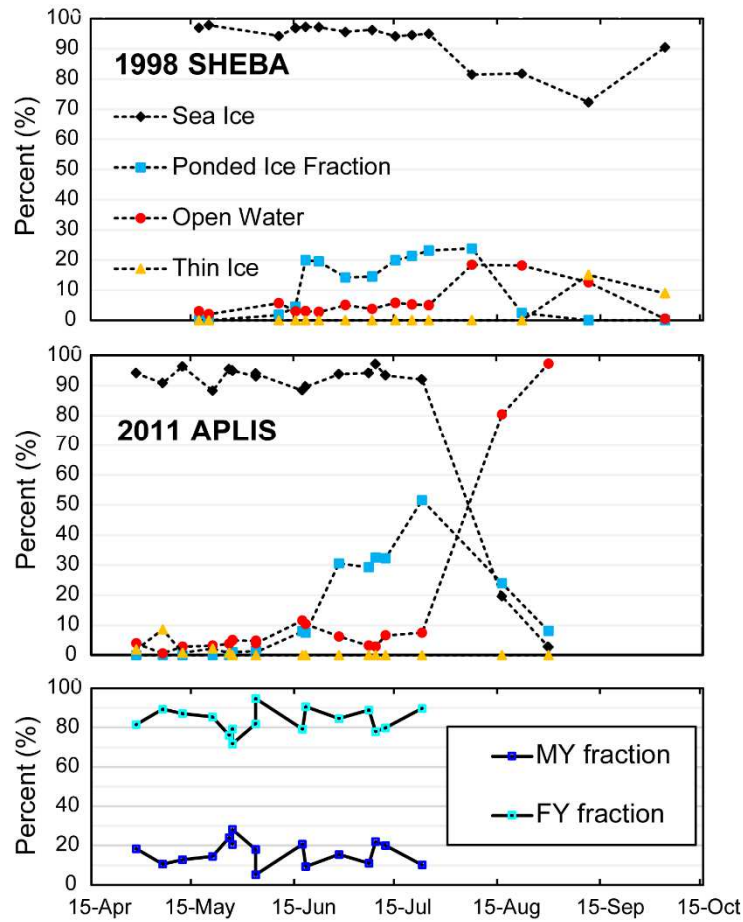 Percent (%)
100
90
80
70
60
50
40
30
20
10
0
1998 SHEBA
Sea Ice
Ponded Ice Fraction
Open Water
Thin Ice
Percent (%)
100
90
80
70
60
50
40
30
20
10
0
2011 APLIS
Percent (%)
100
80
60
40
20
0
MY fraction
FY fraction
15-Apr 15-May 15-Jun 15-Jul 15-Aug 15-Sep 15-Oct